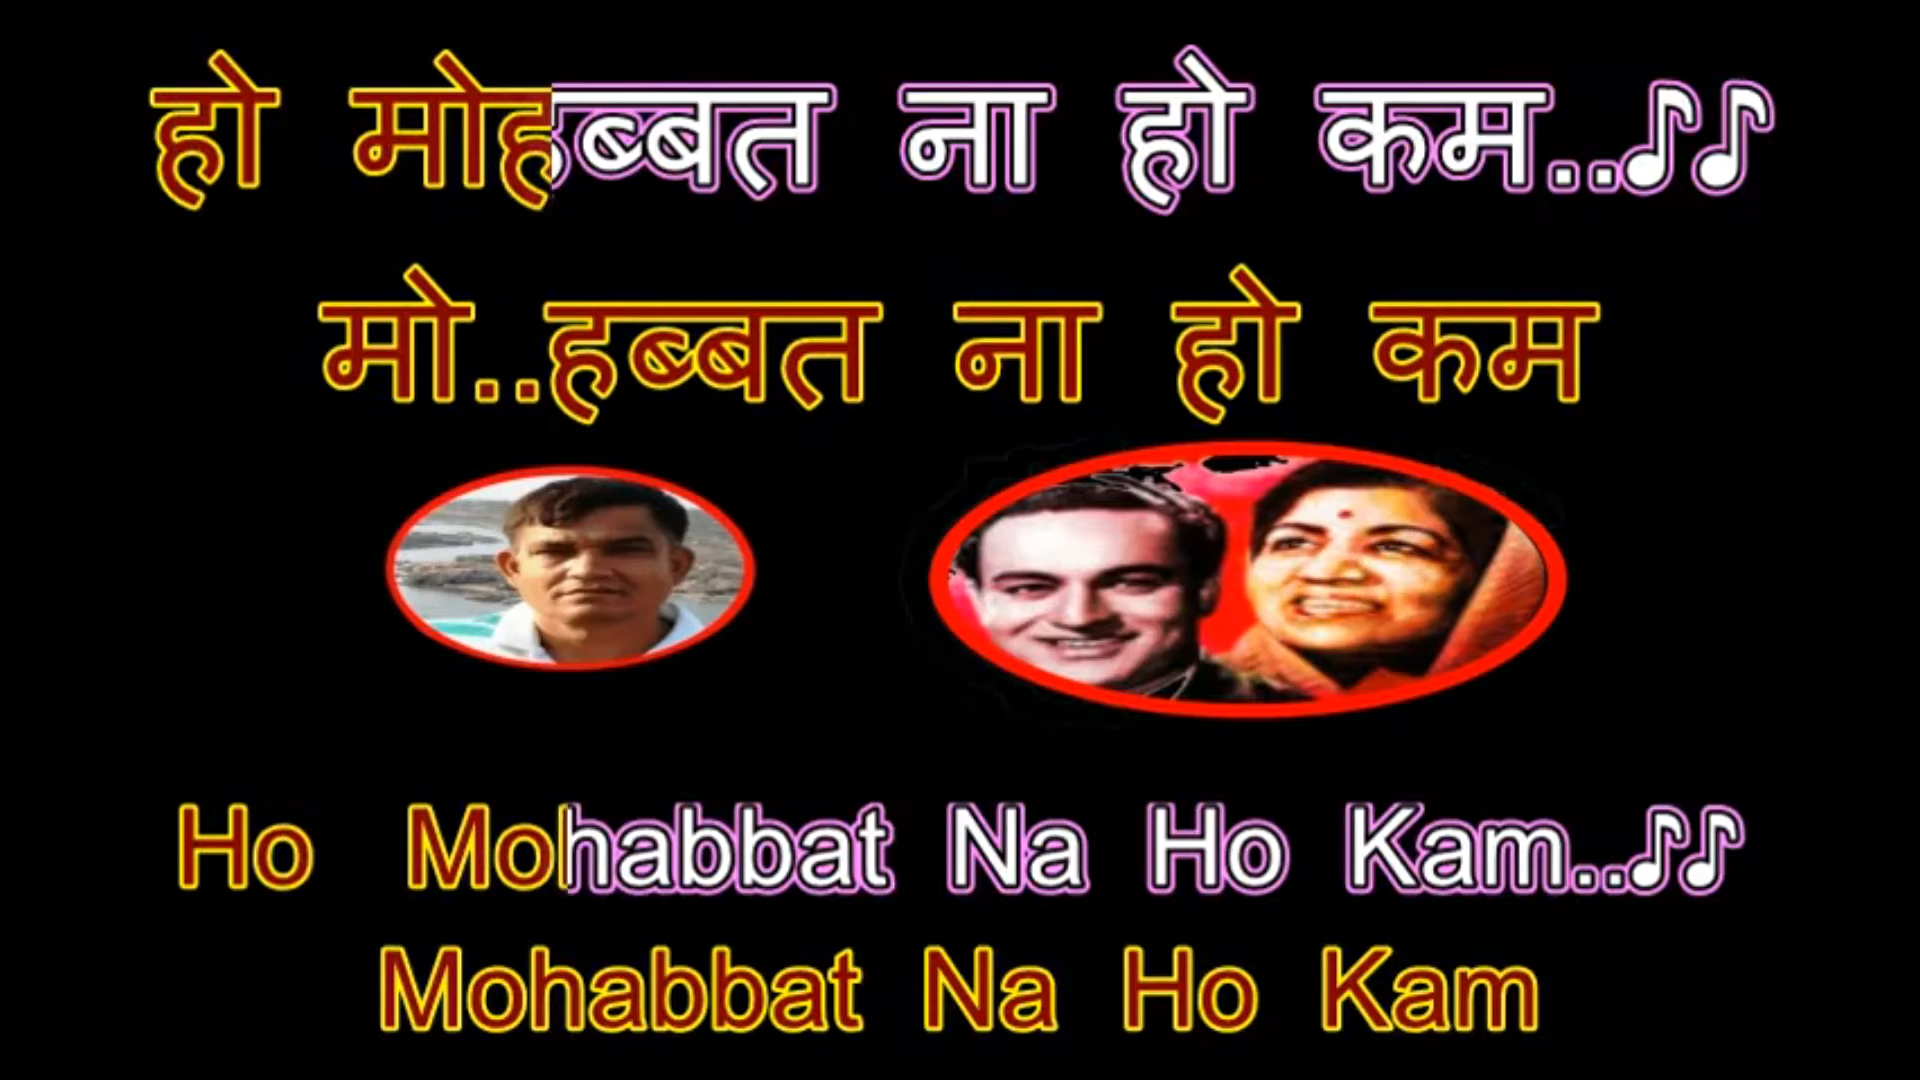 हो मोहब्बत ना हो कम..♪♪
मो..हब्बत ना हो कम
Ho Mohabbat Na Ho Kam..♪♪
Mohabbat Na Ho Kam